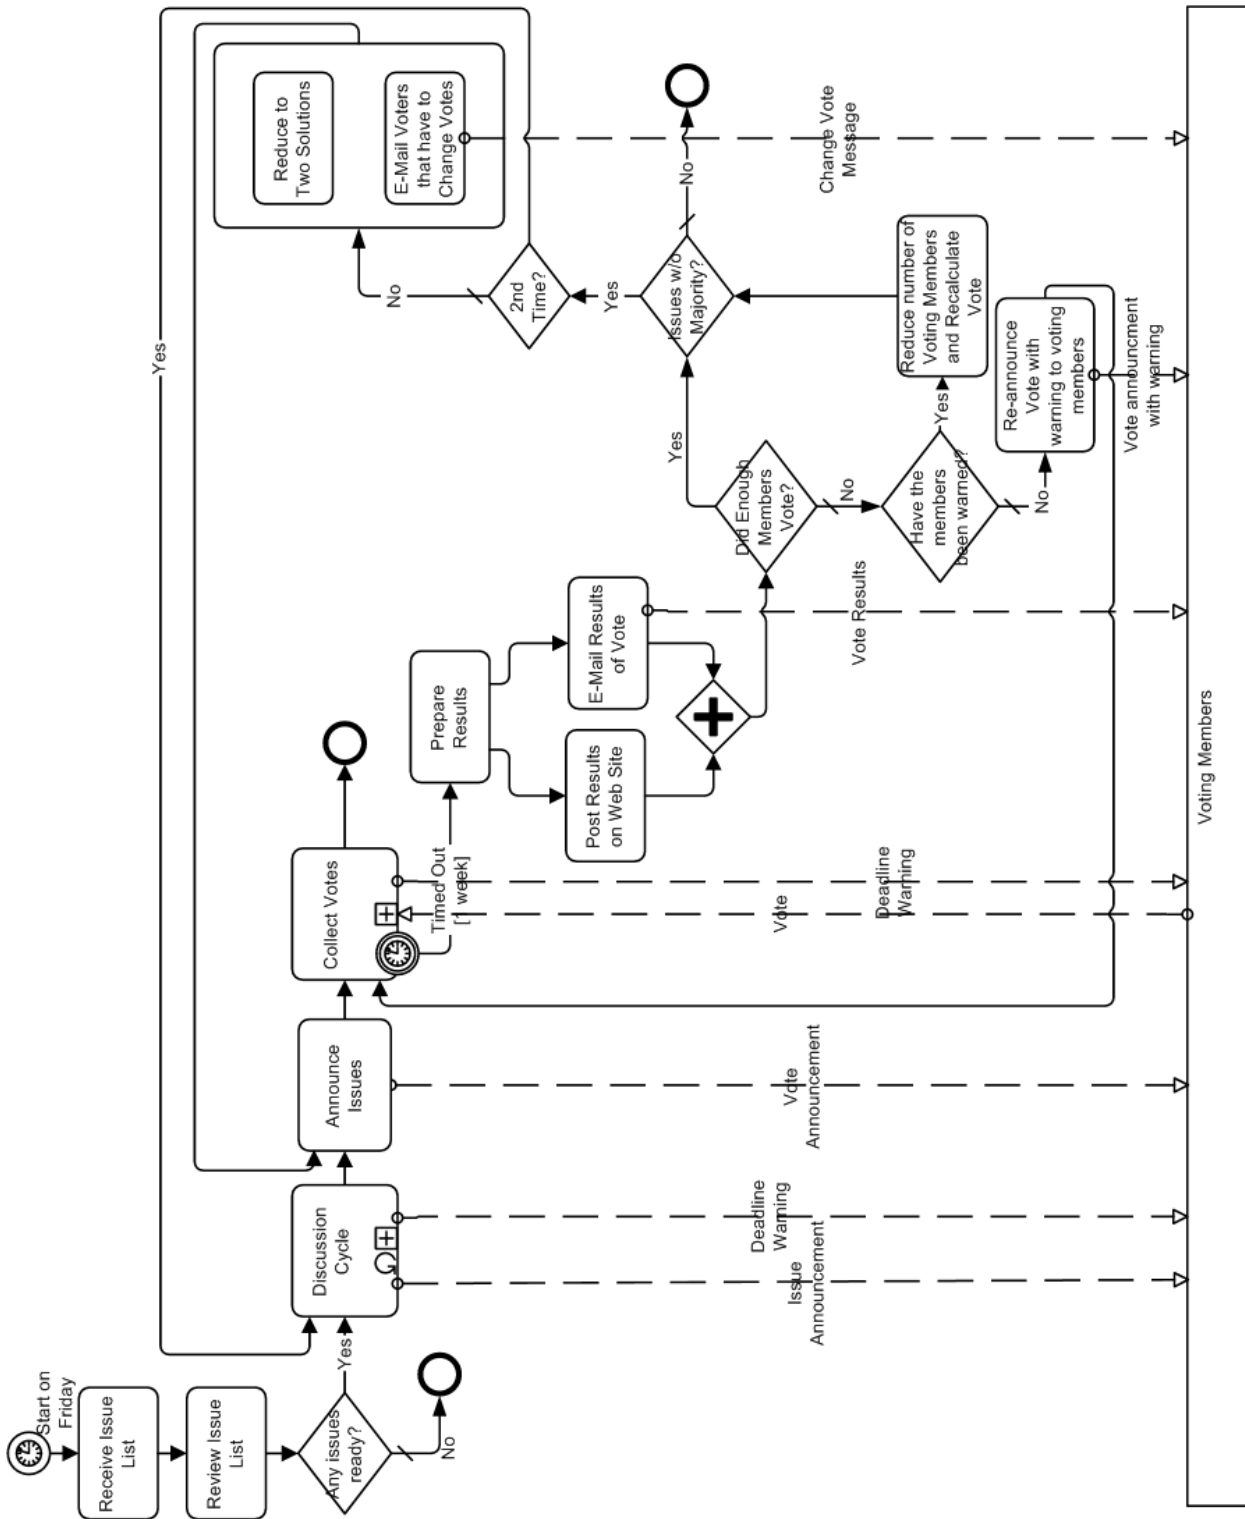 Start on
Friday
Receive Issue
List
Review Issue
List
Any issues
ready?
No
Yes
Discussion
Cycle
Issue
Announcement
Deadline
Warning
Announce
Issues
Vote
Announcement
Collect Votes
Timed Out
[1 week]
Vote
Deadline
Warning
Prepare
Results
Post Results
on Web Site
E-Mail Results
of Vote
Vote Results
Did Enough
Members
Vote?
No
Yes
Have the
members
been warned?
No
Yes
Re-announce
Vote with
warning to voting
members
Vote announcment
with warning
Reduce number of
Voting Members
and Recalculate
Vote
Issues w/o
Majority?
No
Yes
2nd
Time?
No
Yes
Reduce to
Two Solutions
E-Mail Voters
that have to
Change Votes
Change Vote
Message
Voting Members